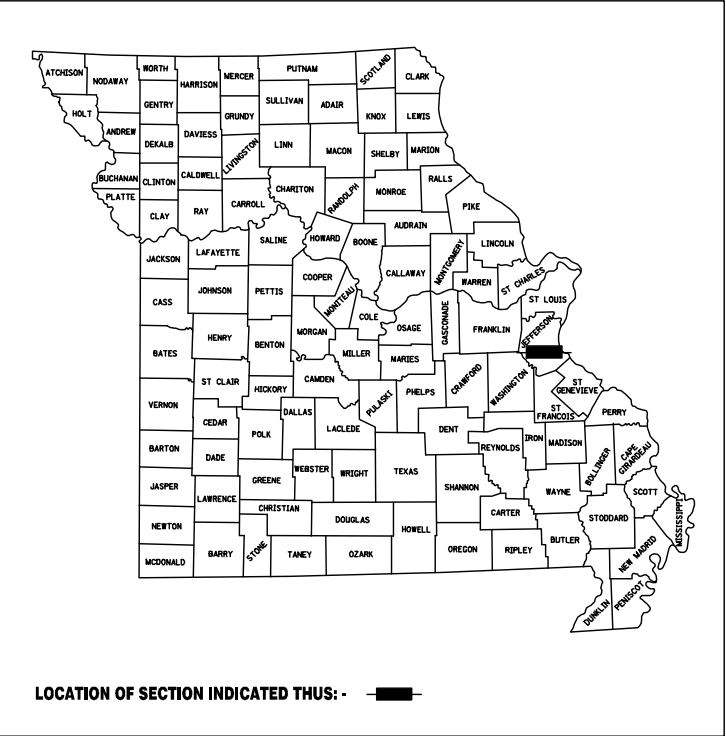 ATCHISON
NODAWAY
WORTH
HARRISON
MERCER
PUTNAM
SCOTLAND
CLARK
HOLT
GENTRY
GRUNDY
SULLIVAN
ADAIR
KNOX
LEWIS
ANDREW
DEKALB
DAVIESS
LIVINGSTON
LINN
MACON
SHELBY
MARION
BUCHANAN
CLINTON
CALDWELL
CHARITON
RANDOLPH
MONROE
RALLS
PLATTE
CLAY
RAY
CARROLL
PIKE
AUDRAIN
JACKSON
LAFAYETTE
SALINE
HOWARD
BOONE
CALLAWAY
MONTGOMERY
LINCOLN
WARREN
ST CHARLES
ST LOUIS
CASS
JOHNSON
PETTIS
COOPER
MONITEAU
COLE
OSAGE
GASCONADE
FRANKLIN
JEFFERSON
BATES
HENRY
BENTON
MORGAN
MILLER
MARIES
ST CLAIR
HICKORY
CAMDEN
PULASKI
PHELPS
CRAWFORD
WASHINGTON
ST
GENEVIEVE
ST
FRANCOIS
PERRY
VERNON
CEDAR
POLK
DALLAS
LACLEDE
DENT
REYNOLDS
IRON
MADISON
BOLLINGER
CAPE
GIRARDEAU
BARTON
DADE
GREENE
WEBSTER
WRIGHT
TEXAS
SHANNON
WAYNE
SCOTT
JASPER
LAWRENCE
CHRISTIAN
DOUGLAS
HOWELL
CARTER
STODDARD
MISSISSIPPI
NEWTON
BARRY
STONE
TANEY
OZARK
OREGON
RIPLEY
BUTLER
NEW MADRID
MCDONALD
DUNKLIN
PENISCOT
LOCATION OF SECTION INDICATED THUS: -